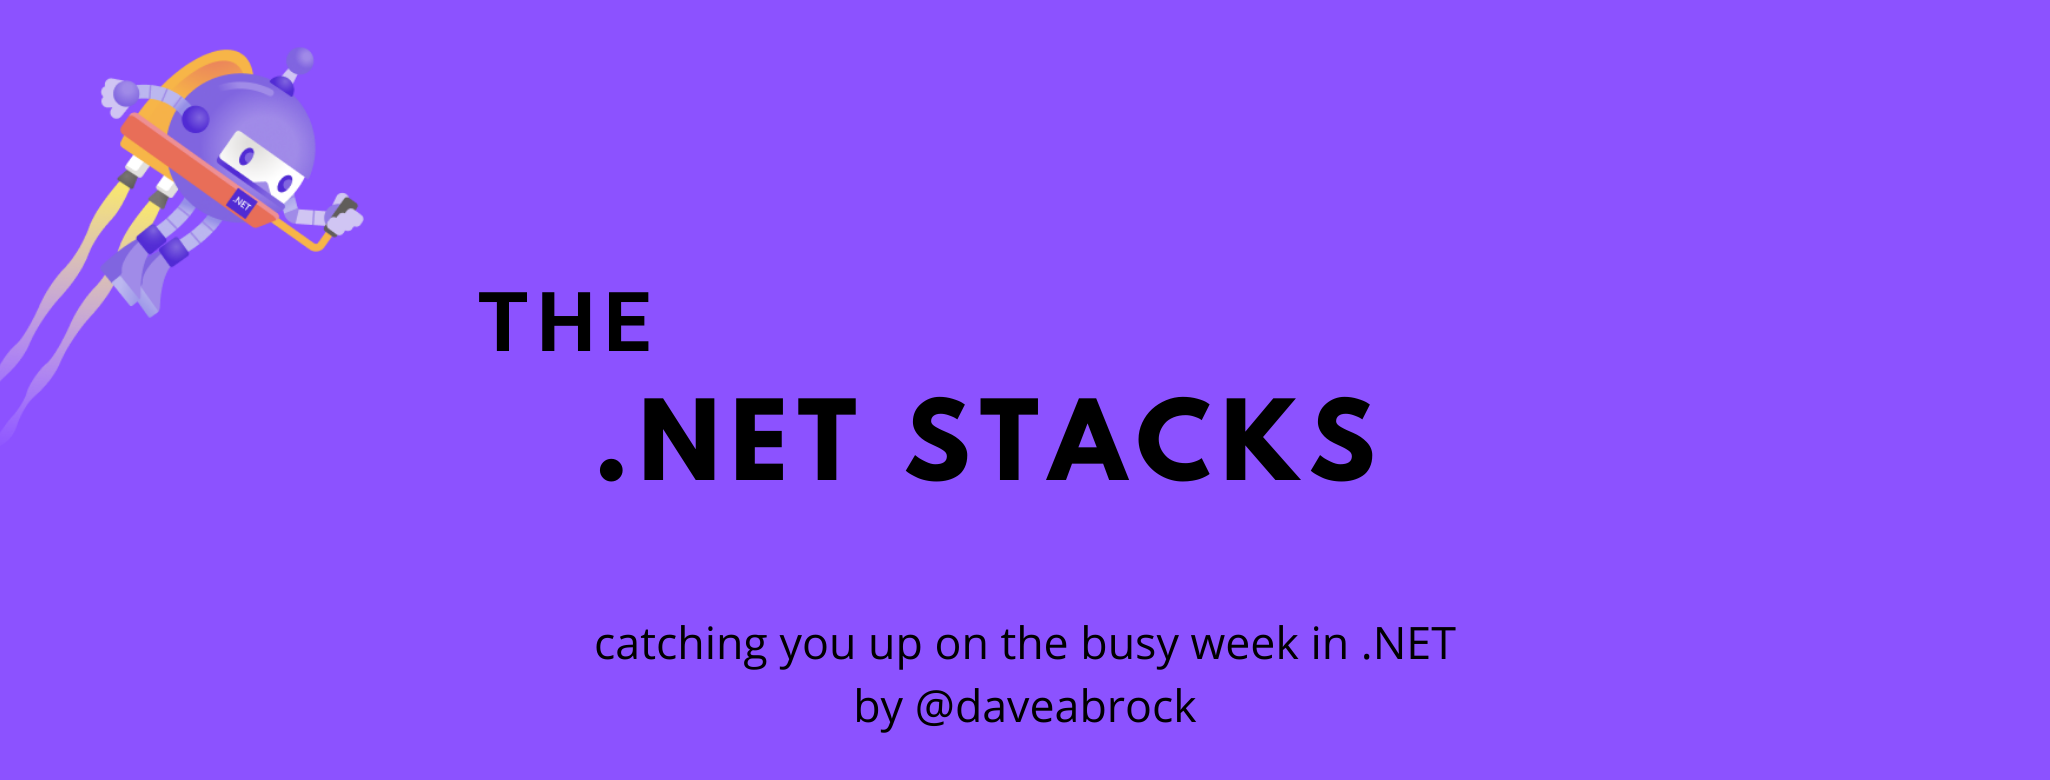 .NET
THE
.NET STACKS
catching you up on the busy week in .NET
by @daveabrock